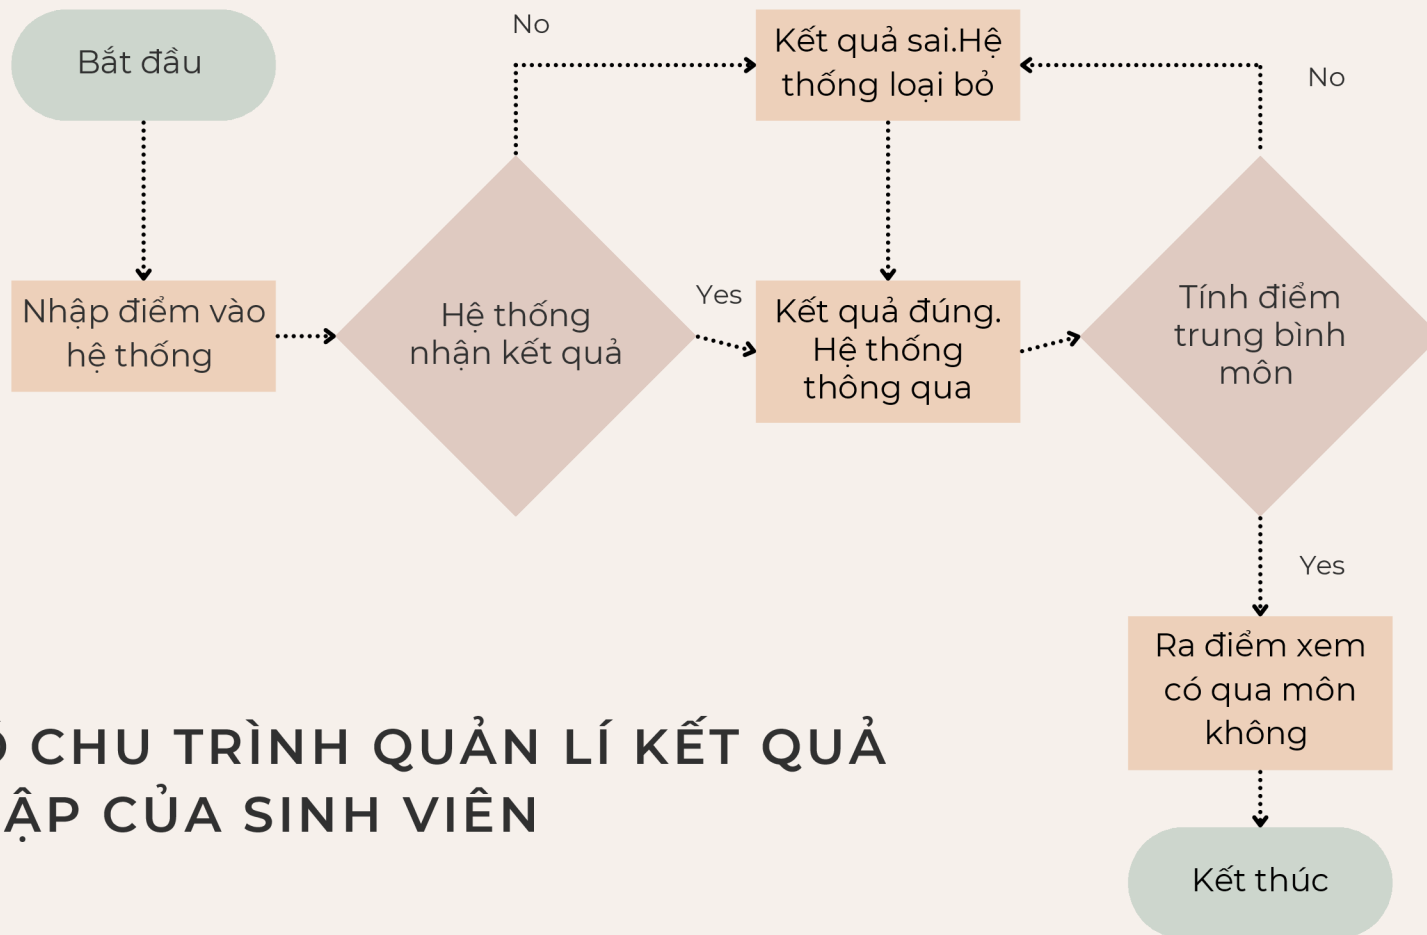 Bắt đầu
No
Kết quả sai.Hệ
thống loại bỏ
No
Nhập điểm vào
hệ thống
Hệ thống
nhận kết quả
Yes
Kết quả đúng.
Hệ thống
thông qua
Tính điểm
trung bình
môn
Yes
Ra điểm xem
có qua môn
không
CHU TRÌNH QUẢN LÍ KẾT QUẢ
CỦA SINH VIÊN
Kết thúc